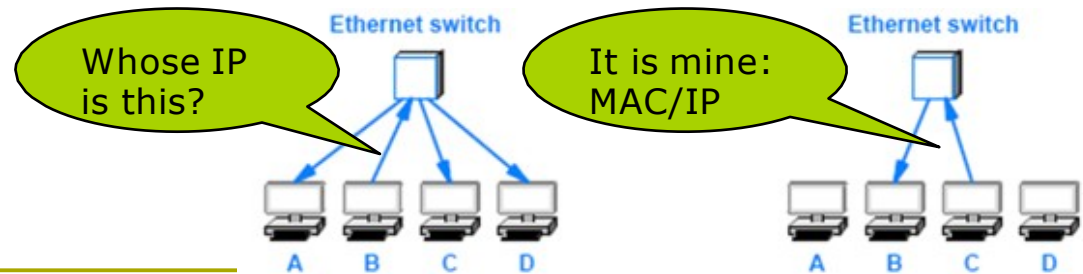 Ethernet switch
Whose IP
is this?
A B C D
Ethernet switch
It is mine:
MAC/IP
A B C D